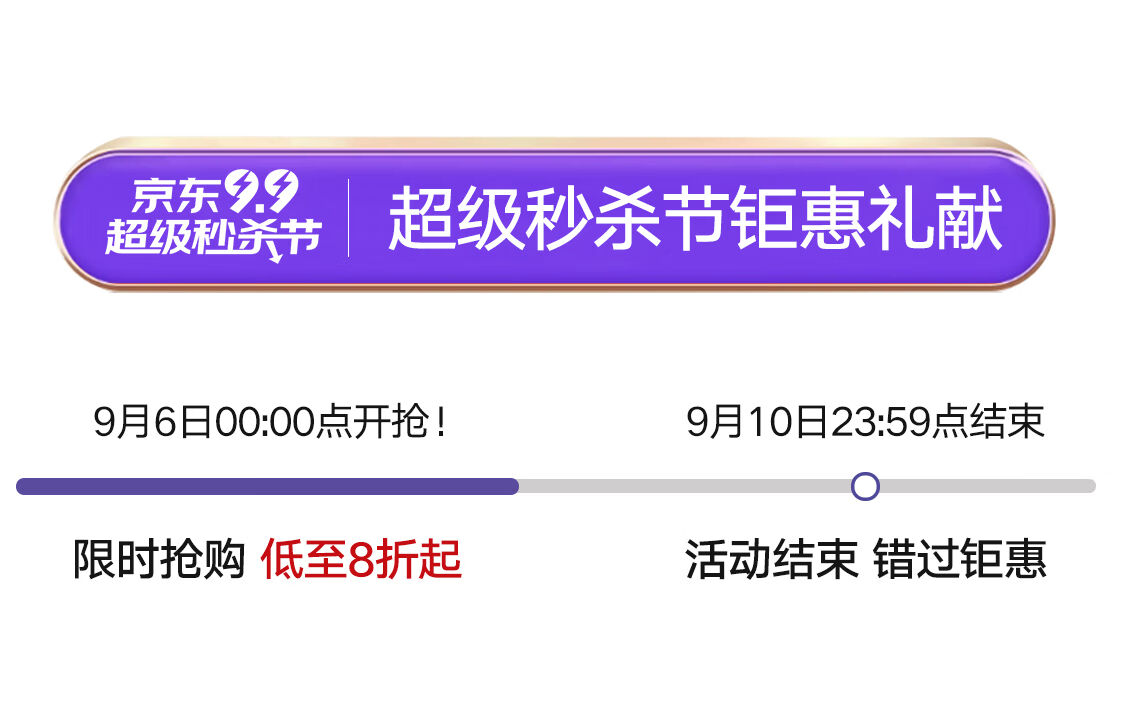 京东9.9
超级秒杀节
超级秒杀节钜惠礼献
9月6日00:00点开抢！
9月10日23:59点结束
限时抢购 低至8折起
活动结束 错过钜惠